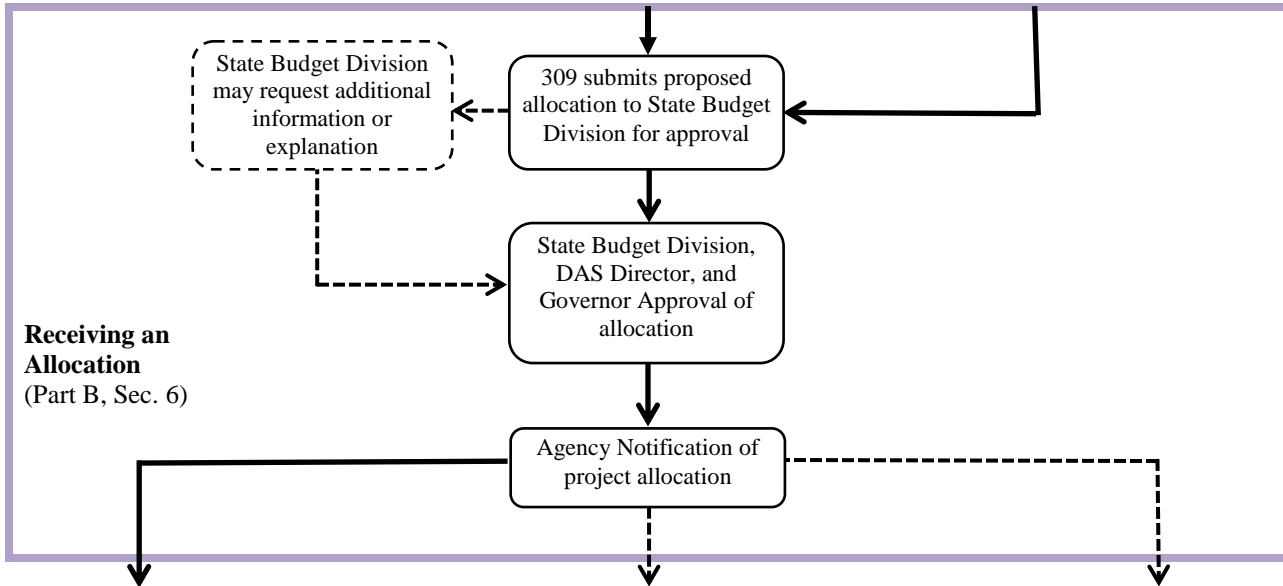 State Budget Division
may request additional
information or
explanation
309 submits proposed
allocation to State Budget
Division for approval
State Budget Division,
DAS Director, and
Governor Approval of
allocation
Receiving an
Allocation
(Part B, Sec. 6)
Agency Notification of
project allocation